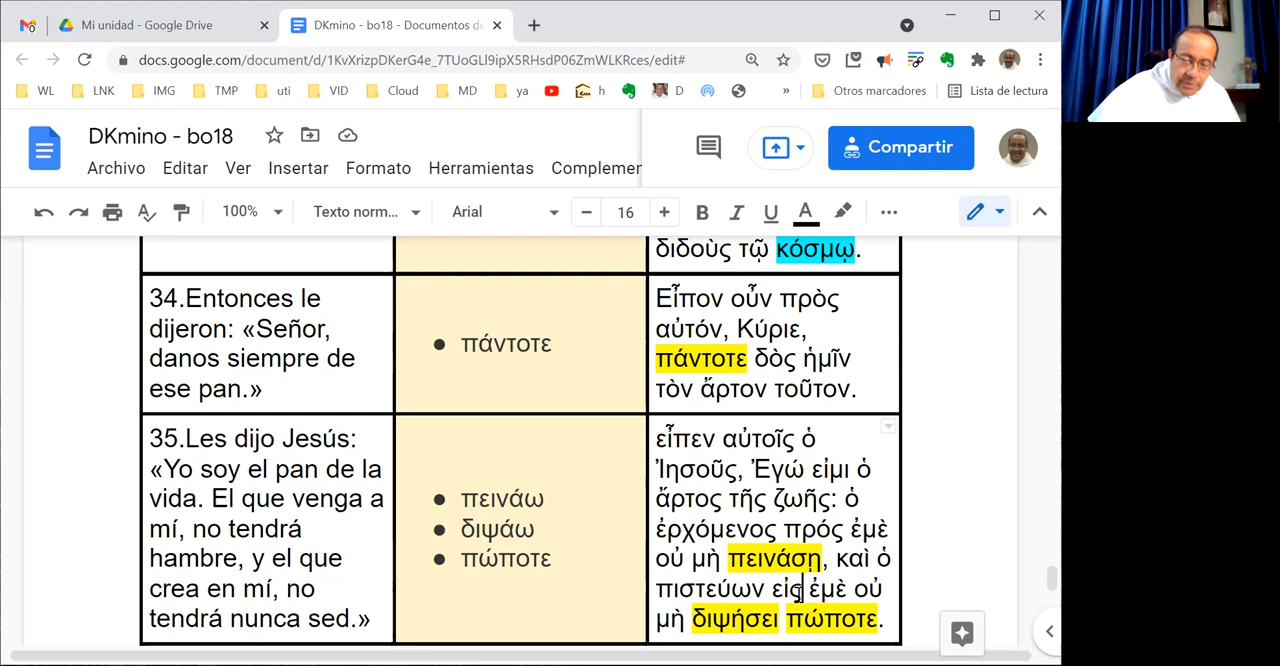 Mi unidad - Google Drive
DKmino - bo18 - Documentos de
docs.google.com/document/d/1KvXrizpDKerG4e_7TUoGLl9ipX5RHsdP06ZmWLKRces/edit#
WL LNK IMG TMP uti VID Cloud MD ya h D » Otros marcadores Lista de lectura
DKmino - bo18
Compartir
Archivo Editar Ver Insertar Formato Herramientas Complemen
100% Texto norm... Arial 16 B I U A
διδοὺς τῷ κόσμῳ.
34.Entonces le
dijeron: «Señor,
danos siempre de
ese pan.»
πάντοτε
Εἶπον οὖν πρὸς
αὐτόν, Κύριε,
πάντοτε δὸς ἡμῖν
τὸν ἄρτον τοῦτον.
35.Les dijo Jesús:
«Yo soy el pan de la
vida. El que venga a
mí, no tendrá
hambre, y el que
crea en mí, no
tendrá nunca sed.»
πεινάω
διψάω
πώποτε
εἶπεν αὐτοῖς ὁ
Ἰησοῦς, Ἐγώ εἰμι ὁ
ἄρτος τῆς ζωῆς: ὁ
ἐρχόμενος πρός ἐμὲ
οὐ μὴ πεινάσῃ, καὶ ὁ
πιστεύων εἰς ἐμὲ οὐ
μὴ διψήσει πώποτε.